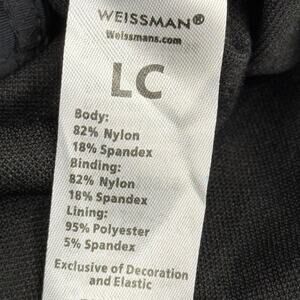 WEISSMAN®
Weissmans.com
LC
Body:
82% Nylon
18% Spandex
Binding:
82% Nylon
18% Spandex
Lining:
95% Polyester
5% Spandex
Exclusive of Decoration
and Elastic